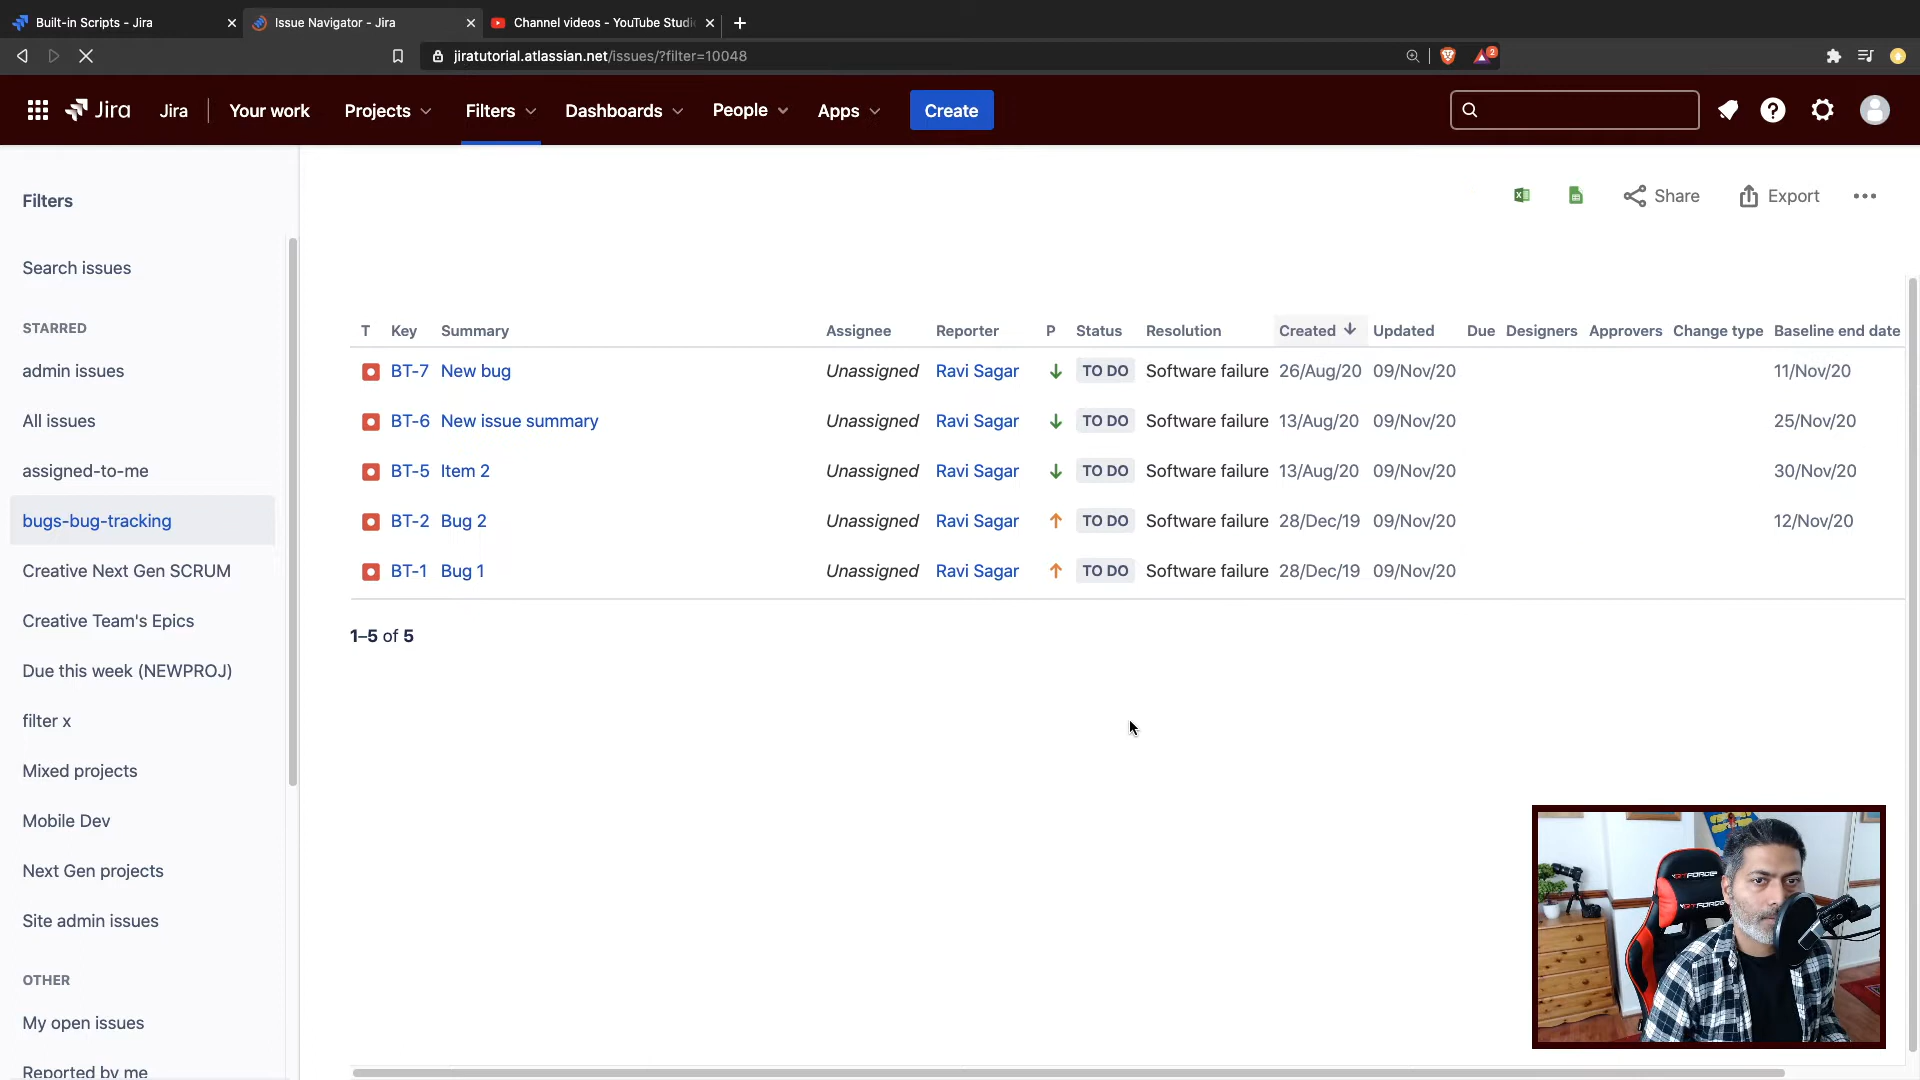 Built-in Scripts - Jira
Issue Navigator - Jira
Channel videos - YouTube Studi
jiratutorial.atlassian.net/issues/?filter=10048
2
Jira
Jira
Your work
Projects
Filters
Dashboards
People
Apps
Create
Filters
Search issues
STARRED
admin issues
All issues
assigned-to-me
bugs-bug-tracking
Creative Next Gen SCRUM
Creative Team's Epics
Due this week (NEWPROJ)
filter x
Mixed projects
Mobile Dev
Next Gen projects
Site admin issues
OTHER
My open issues
Reported by me
Share
Export
T Key Summary Assignee Reporter P Status Resolution Created Updated Due Designers Approvers Change type Baseline end date
BT-7 New bug Unassigned Ravi Sagar TO DO Software failure 26/Aug/20 09/Nov/20 11/Nov/20
BT-6 New issue summary Unassigned Ravi Sagar TO DO Software failure 13/Aug/20 09/Nov/20 25/Nov/20
BT-5 Item 2 Unassigned Ravi Sagar TO DO Software failure 13/Aug/20 09/Nov/20 30/Nov/20
BT-2 Bug 2 Unassigned Ravi Sagar TO DO Software failure 28/Dec/19 09/Nov/20 12/Nov/20
BT-1 Bug 1 Unassigned Ravi Sagar TO DO Software failure 28/Dec/19 09/Nov/20
1–5 of 5
GTFORCE